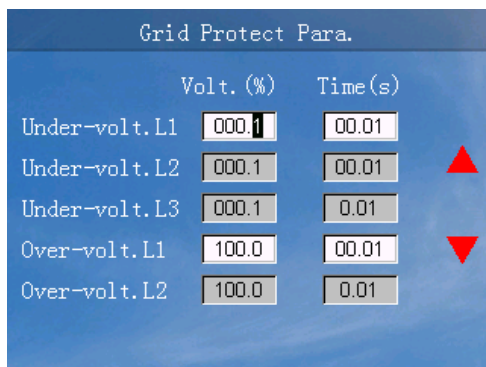 Grid Protect Para.
Volt.(%) Time(s)
Under-volt.L1 000.1 00.01
Under-volt.L2 000.1 00.01
Under-volt.L3 000.1 0.01
Over-volt.L1 100.0 00.01
Over-volt.L2 100.0 0.01